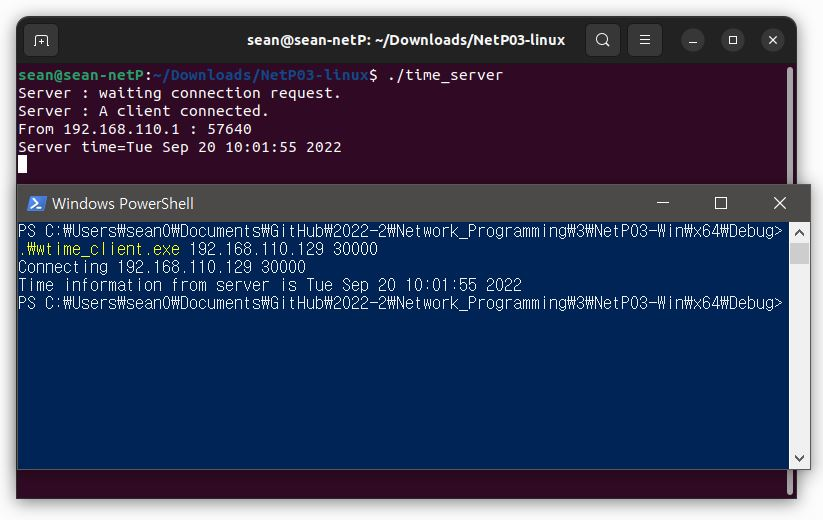 sean@sean-netP: ~/Downloads/NetP03-linux
sean@sean-netP:~/Downloads/NetP03-linux$ ./time_server
Server : waiting connection request.
Server : A client connected.
From 192.168.110.1 : 57640
Server time=Tue Sep 20 10:01:55 2022
Windows PowerShell
PS C:₩Users₩sean0₩Documents₩GitHub₩2022-2₩Network_Programming₩3₩NetP03-Win₩x64₩Debug>
.₩wtime_client.exe 192.168.110.129 30000
Connecting 192.168.110.129 30000
Time information from server is Tue Sep 20 10:01:55 2022
PS C:₩Users₩sean0₩Documents₩GitHub₩2022-2₩Network_Programming₩3₩NetP03-Win₩x64₩Debug>